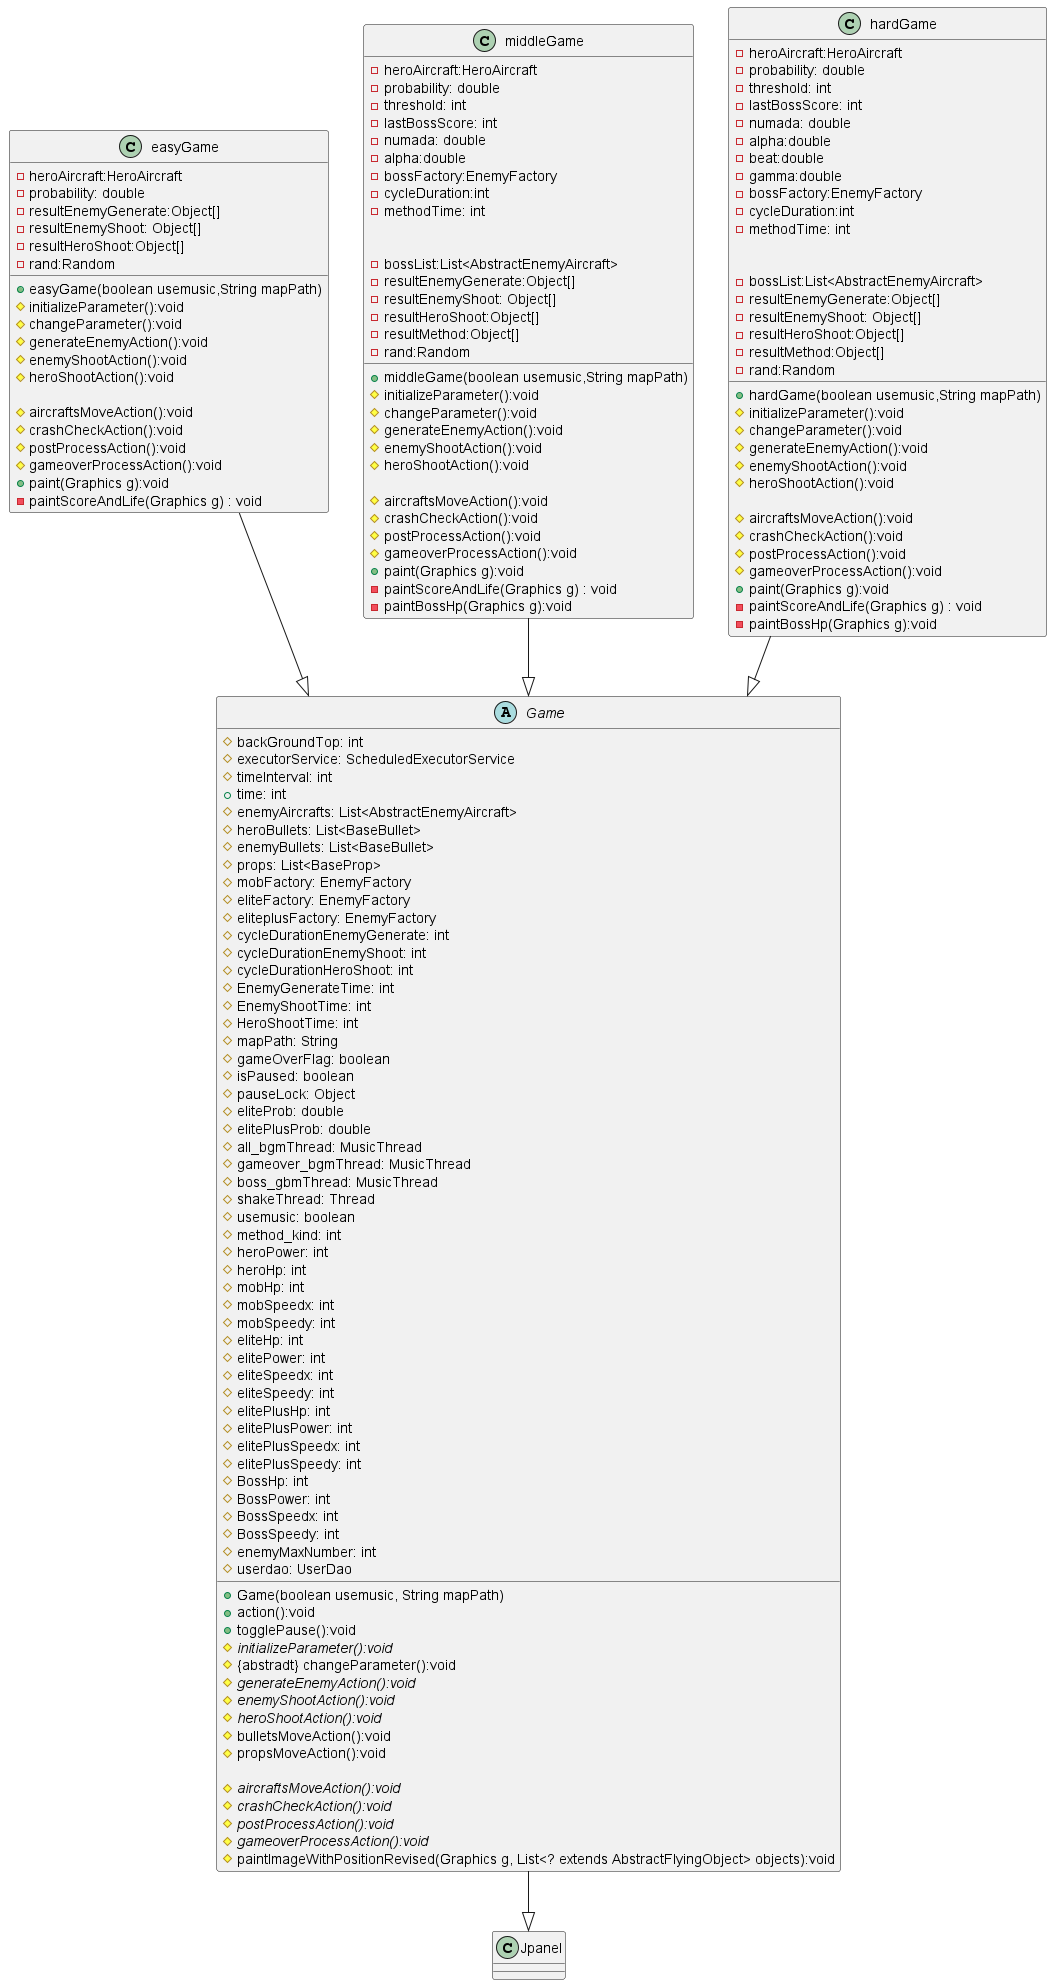 C easyGame
heroAircraft:HeroAircraft
probability: double
resultEnemyGenerate:Object[]
resultEnemyShoot: Object[]
resultHeroShoot:Object[]
rand:Random
easyGame(boolean usemusic,String mapPath)
initializeParameter():void
changeParameter():void
generateEnemyAction():void
enemyShootAction():void
heroShootAction():void
aircraftsMoveAction():void
crashCheckAction():void
postProcessAction():void
gameoverProcessAction():void
paint(Graphics g):void
paintScoreAndLife(Graphics g) : void
C middleGame
heroAircraft:HeroAircraft
probability: double
threshold: int
lastBossScore: int
numada: double
alpha:double
bossFactory:EnemyFactory
cycleDuration:int
methodTime: int
bossList:List<AbstractEnemyAircraft>
resultEnemyGenerate:Object[]
resultEnemyShoot: Object[]
resultHeroShoot:Object[]
resultMethod:Object[]
rand:Random
middleGame(boolean usemusic,String mapPath)
initializeParameter():void
changeParameter():void
generateEnemyAction():void
enemyShootAction():void
heroShootAction():void
aircraftsMoveAction():void
crashCheckAction():void
postProcessAction():void
gameoverProcessAction():void
paint(Graphics g):void
paintScoreAndLife(Graphics g) : void
paintBossHp(Graphics g):void
C hardGame
heroAircraft:HeroAircraft
probability: double
threshold: int
lastBossScore: int
numada: double
alpha:double
beat:double
gamma:double
bossFactory:EnemyFactory
cycleDuration:int
methodTime: int
bossList:List<AbstractEnemyAircraft>
resultEnemyGenerate:Object[]
resultEnemyShoot: Object[]
resultHeroShoot:Object[]
resultMethod:Object[]
rand:Random
hardGame(boolean usemusic,String mapPath)
initializeParameter():void
changeParameter():void
generateEnemyAction():void
enemyShootAction():void
heroShootAction():void
aircraftsMoveAction():void
crashCheckAction():void
postProcessAction():void
gameoverProcessAction():void
paint(Graphics g):void
paintScoreAndLife(Graphics g) : void
paintBossHp(Graphics g):void
A Game
backGroundTop: int
executorService: ScheduledExecutorService
timeInterval: int
time: int
enemyAircrafts: List<AbstractEnemyAircraft>
heroBullets: List<BaseBullet>
enemyBullets: List<BaseBullet>
props: List<BaseProp>
mobFactory: EnemyFactory
eliteFactory: EnemyFactory
eliteplusFactory: EnemyFactory
cycleDurationEnemyGenerate: int
cycleDurationEnemyShoot: int
cycleDurationHeroShoot: int
EnemyGenerateTime: int
EnemyShootTime: int
HeroShootTime: int
mapPath: String
gameOverFlag: boolean
isPaused: boolean
pauseLock: Object
eliteProb: double
elitePlusProb: double
all_bgmThread: MusicThread
gameover_bgmThread: MusicThread
boss_gbmThread: MusicThread
shakeThread: Thread
usemusic: boolean
method_kind: int
heroPower: int
heroHp: int
mobHp: int
mobSpeedx: int
mobSpeedy: int
eliteHp: int
elitePower: int
eliteSpeedx: int
eliteSpeedy: int
elitePlusHp: int
elitePlusPower: int
elitePlusSpeedx: int
elitePlusSpeedy: int
BossHp: int
BossPower: int
BossSpeedx: int
BossSpeedy: int
enemyMaxNumber: int
userdao: UserDao
Game(boolean usemusic, String mapPath)
action():void
togglePause():void
initializeParameter():void
{abstradt} changeParameter():void
generateEnemyAction():void
enemyShootAction():void
heroShootAction():void
bulletsMoveAction():void
propsMoveAction():void
aircraftsMoveAction():void
crashCheckAction():void
postProcessAction():void
gameoverProcessAction():void
paintImageWithPositionRevised(Graphics g, List<? extends AbstractFlyingObject> objects):void
C Jpanel